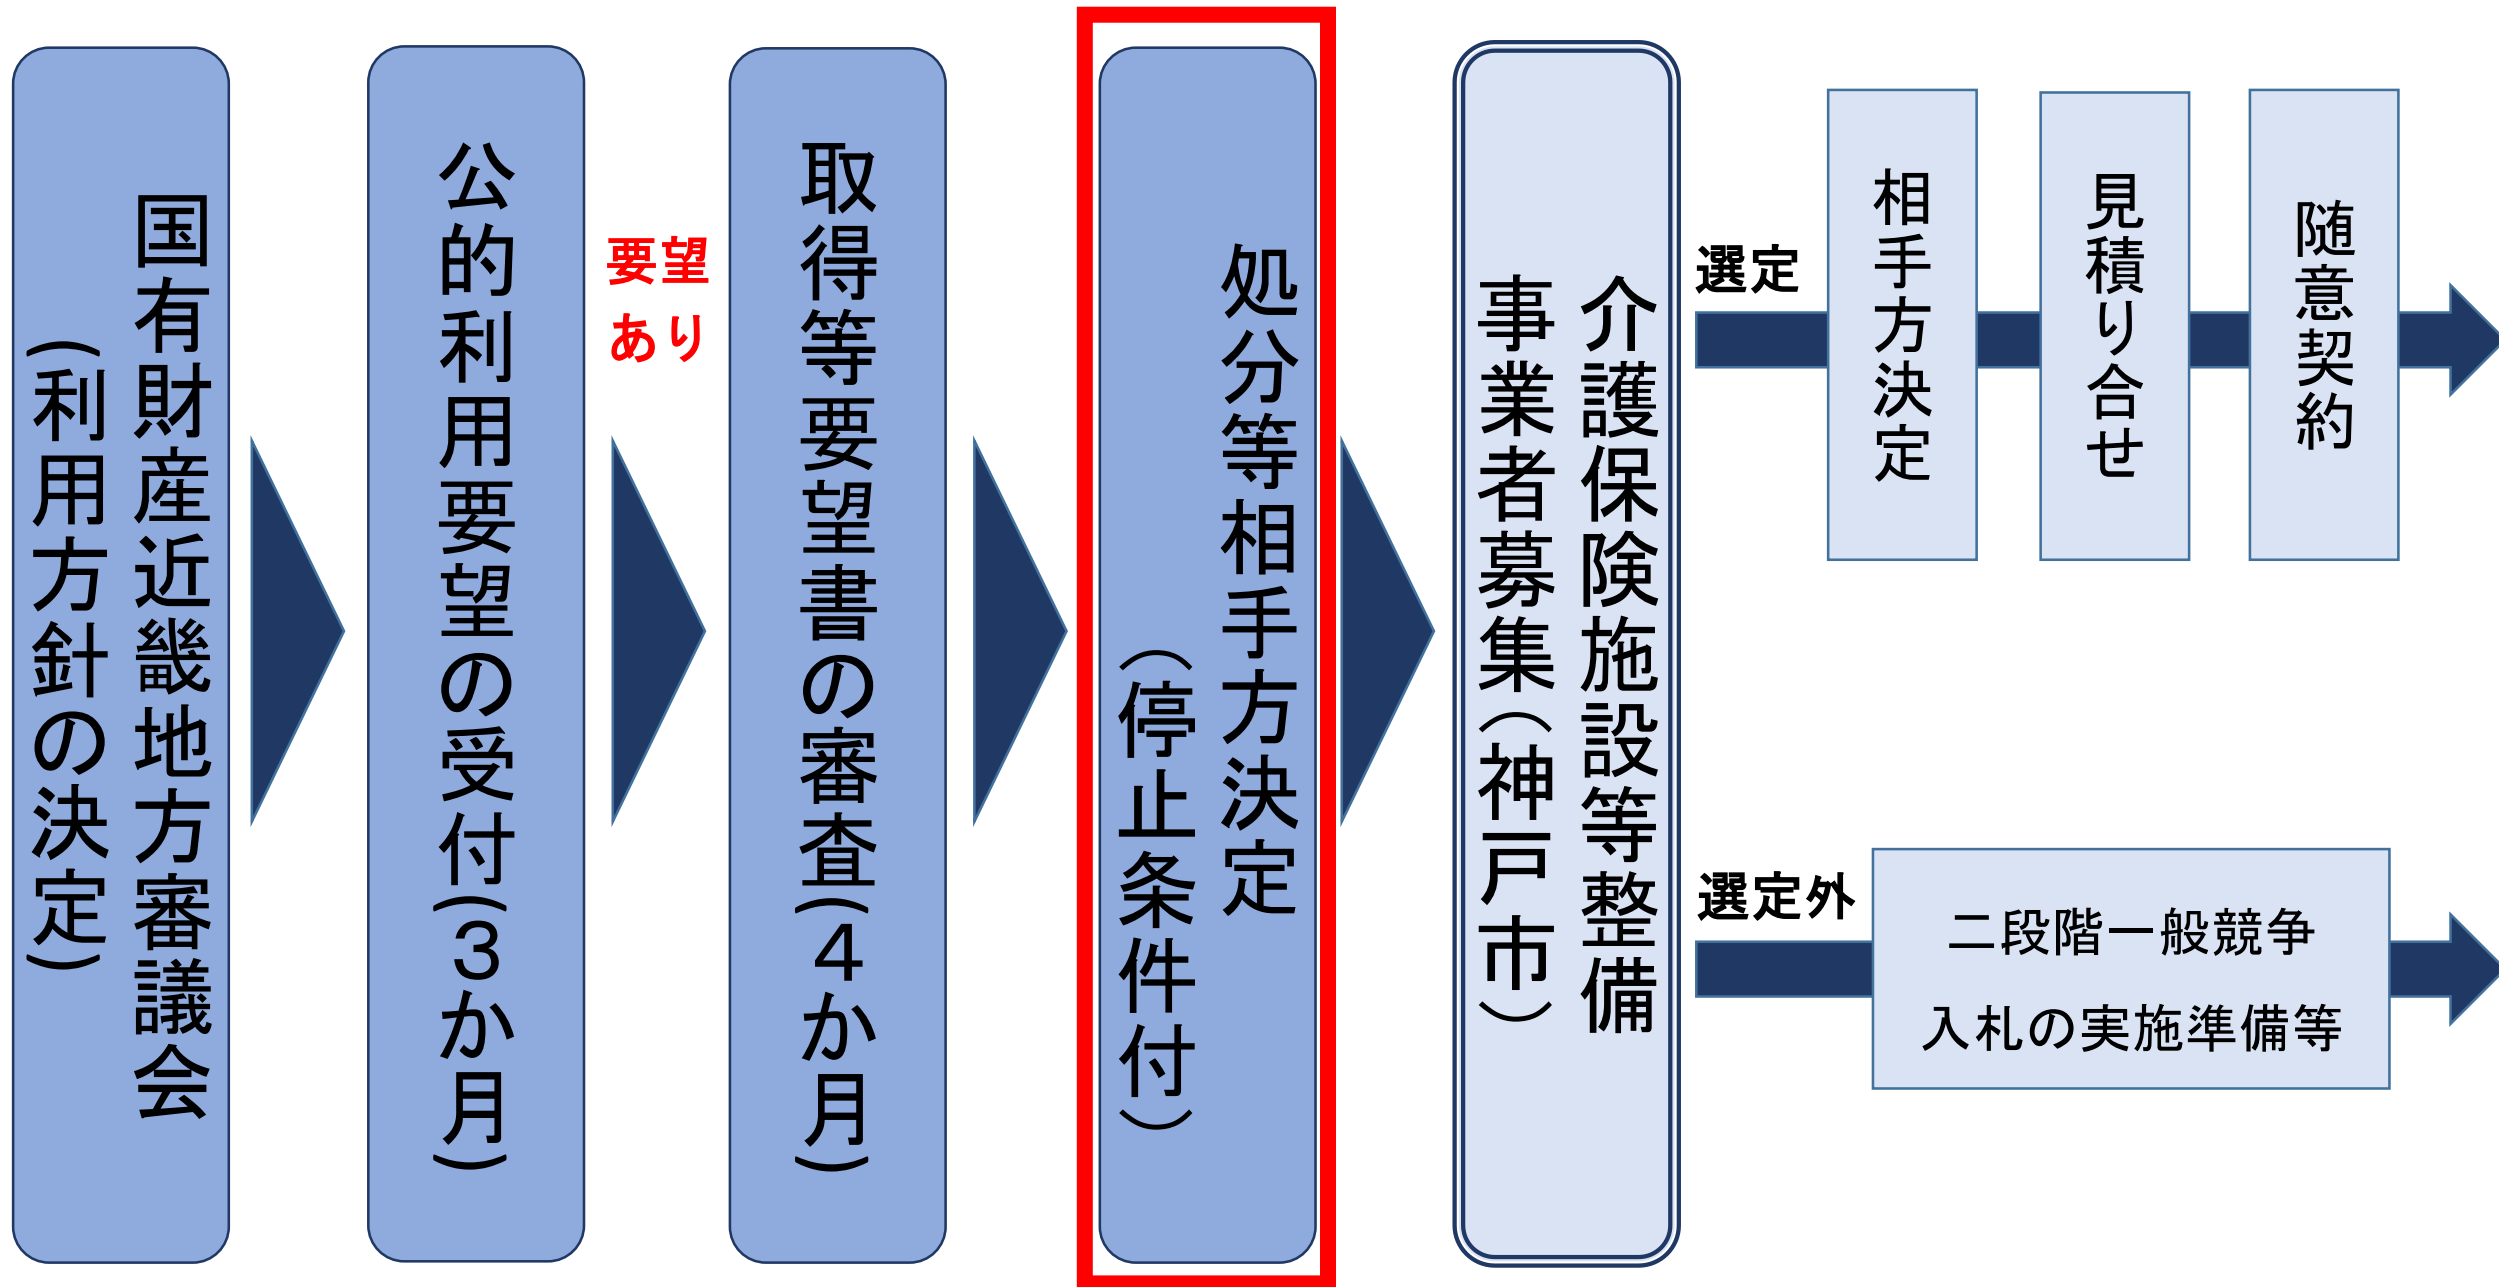 国有財産近畿地方審議会
（利用方針の決定）
公的利用要望の受付（３か月）
要望
あり
取得等要望の審査（４か月）
処分等相手方決定
（停止条件付）
介護保険施設等整備
事業者募集（神戸市）
選定
相手方決定
見積り合せ
随契・貸付
選定外
二段階一般競争
入札の実施準備等